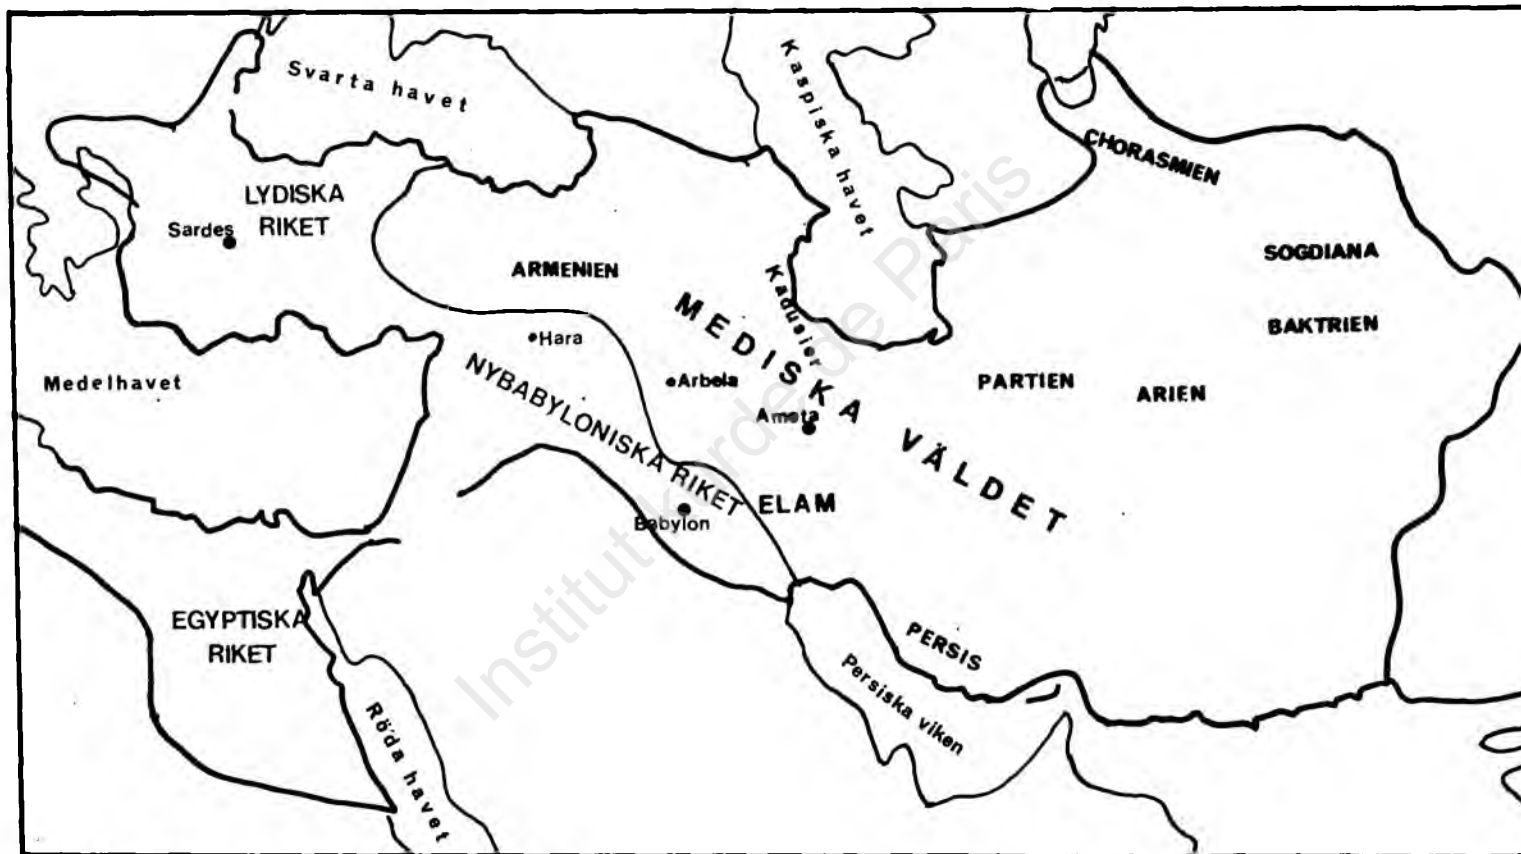 Svarta havet
Kaspiska havet
CHORASMIEN
LYDISKA
RIKET
Sardes
SOGDIANA
ARMENIEN
Kadusier
MEDISKA VÄLDET
BAKTRIEN
Hara
NYBABYLONISKA RIKET
Medelhavet
Arbela
PARTIEN
ARIEN
Ameta
ELAM
Babylon
EGYPTISKA
RIKET
PERSIS
Persiska viken
Röda havet
Institut kurde de Paris